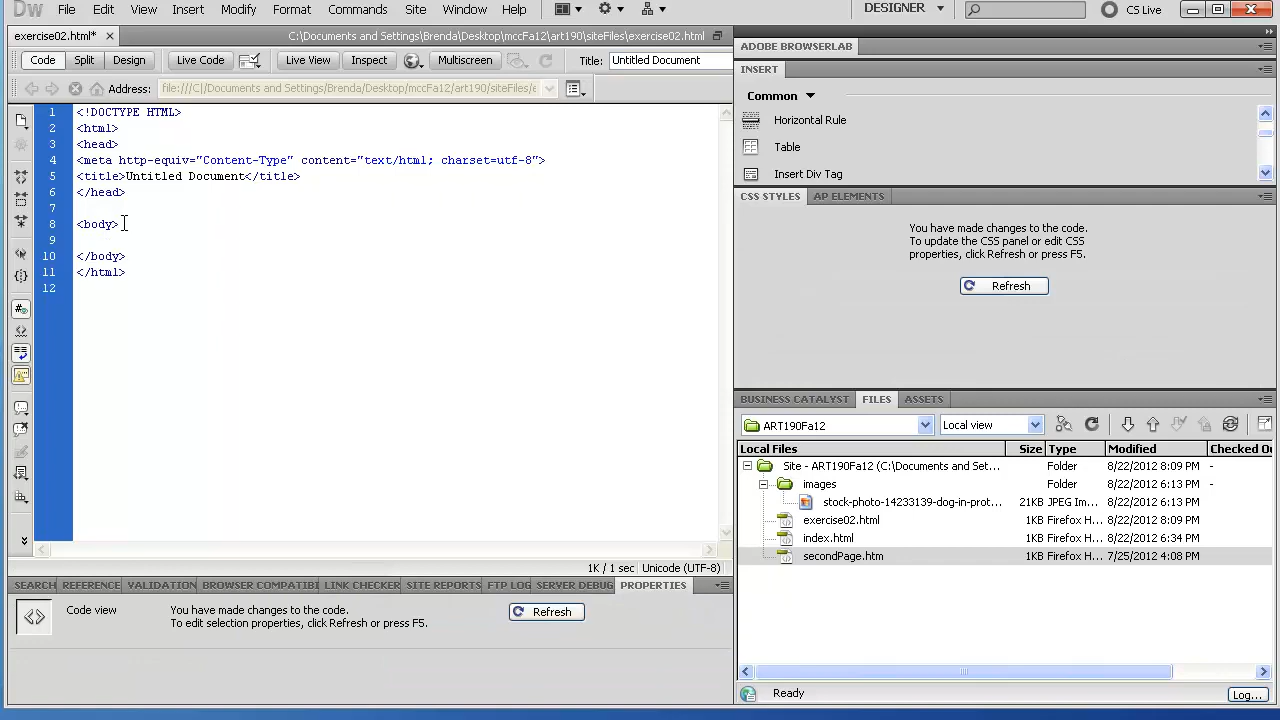 Dw File Edit View Insert Modify Format Commands Site Window Help DESIGNER CS Live
exercise02.html* C:\Documents and Settings\Brenda\Desktop\mccFa12\art190\siteFiles\exercise02.html
Code Split Design Live Code Live View Inspect Multiscreen Title: Untitled Document
Address: file:///C|/Documents and Settings/Brenda/Desktop/mccFa12/art190/siteFiles/e
1 <!DOCTYPE HTML>
2 <html>
3 <head>
4 <meta http-equiv="Content-Type" content="text/html; charset=utf-8">
5 <title>Untitled Document</title>
6 </head>
7
8 <body>
9
10 </body>
11 </html>
12
1K / 1 sec Unicode (UTF-8)
SEARCH REFERENCE VALIDATION BROWSER COMPATIBI LINK CHECKER SITE REPORTS FTP LOG SERVER DEBUG PROPERTIES
Code view
You have made changes to the code.
To edit selection properties, click Refresh or press F5.
Refresh
ADOBE BROWSERLAB
INSERT
Common
Horizontal Rule
Table
Insert Div Tag
CSS STYLES AP ELEMENTS
You have made changes to the code.
To update the CSS panel or edit CSS
properties, click Refresh or press F5.
Refresh
BUSINESS CATALYST FILES ASSETS
ART190Fa12 Local view
Local Files Size Type Modified Checked Ou
Site - ART190Fa12 (C:\Documents and Set... Folder 8/22/2012 8:09 PM -
images Folder 8/22/2012 6:13 PM -
stock-photo-14233139-dog-in-prot... 21KB JPEG Im... 8/22/2012 6:13 PM
exercise02.html 1KB Firefox H... 8/22/2012 8:09 PM
index.html 1KB Firefox H... 8/22/2012 6:34 PM
secondPage.htm 1KB Firefox H... 7/25/2012 4:08 PM
Ready Log...